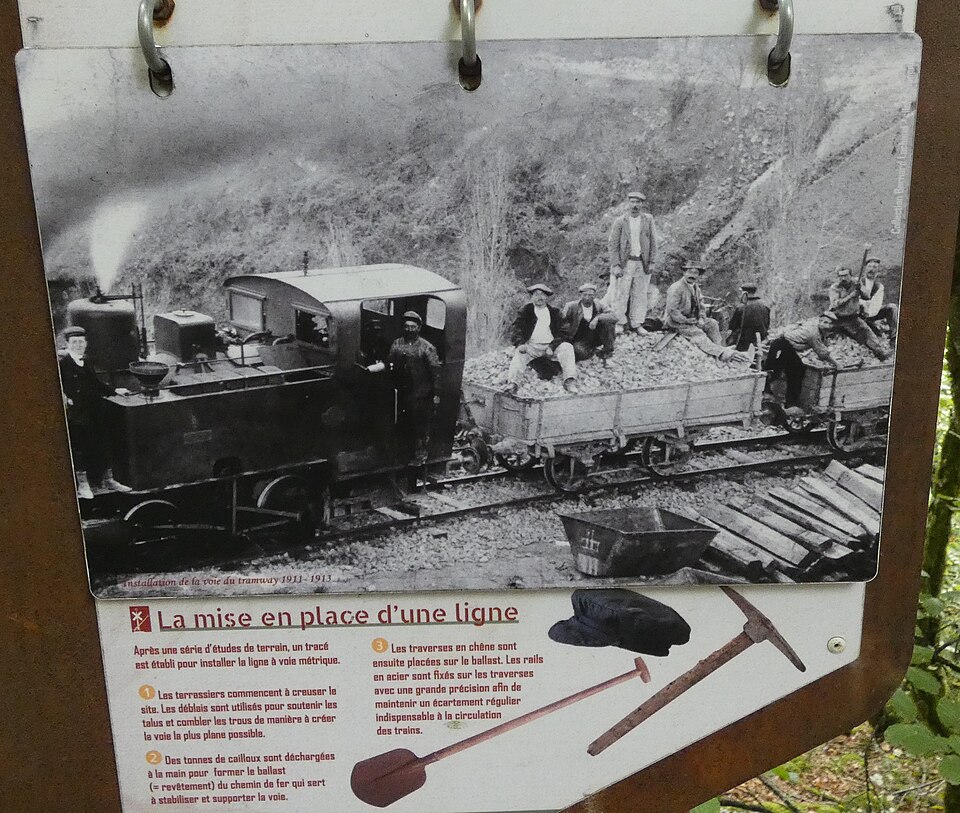 Installation de la voie du tramway 1911-1913
La mise en place d'une ligne
Après une série d'études de terrain, un tracé
est établi pour installer la ligne à voie métrique.
1 Les terrassiers commencent à creuser le
site. Les déblais sont utilisés pour soutenir les
talus et combler les trous de manière à créer
la voie la plus plane possible.
2 Des tonnes de cailloux sont déchargées
à la main pour former le ballast
(= revêtement) du chemin de fer qui sert
à stabiliser et supporter la voie.
3 Les traverses en chêne sont
ensuite placées sur le ballast. Les rails
en acier sont fixés sur les traverses
avec une grande précision afin de
maintenir un écartement régulier
indispensable à la circulation
des trains.